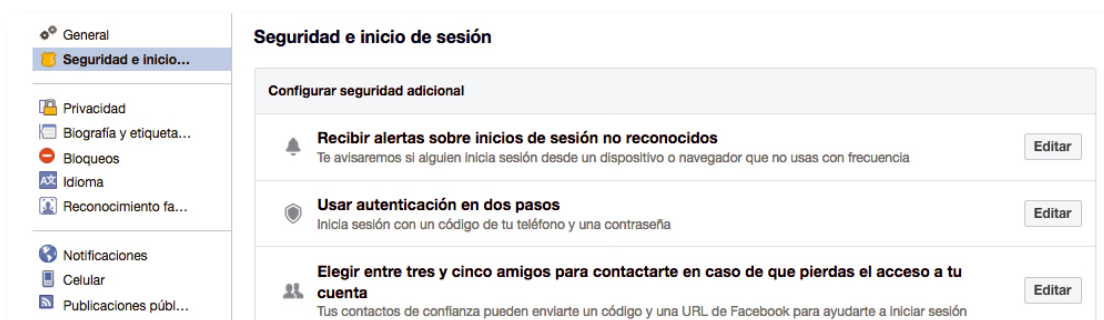 General
Seguridad e inicio...
Privacidad
Biografía y etiqueta...
Bloqueos
Idioma
Reconocimiento fa...
Notificaciones
Celular
Publicaciones públ...
Seguridad e inicio de sesión
Configurar seguridad adicional
Recibir alertas sobre inicios de sesión no reconocidos
Te avisaremos si alguien inicia sesión desde un dispositivo o navegador que no usas con frecuencia
Editar
Usar autenticación en dos pasos
Inicia sesión con un código de tu teléfono y una contraseña
Editar
Elegir entre tres y cinco amigos para contactarte en caso de que pierdas el acceso a tu
cuenta
Tus contactos de confianza pueden enviarte un código y una URL de Facebook para ayudarte a iniciar sesión
Editar